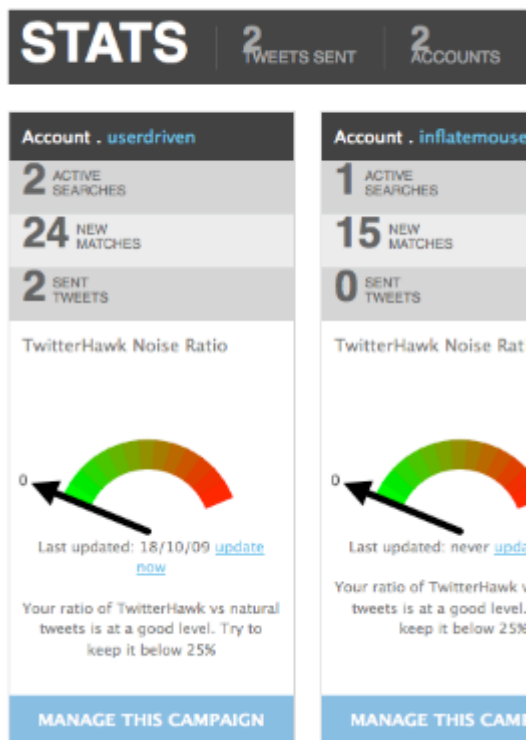 STATS
2 TWEETS SENT
2 ACCOUNTS
Account . userdriven
2 ACTIVE SEARCHES
24 NEW MATCHES
2 SENT TWEETS
TwitterHawk Noise Ratio
0
Last updated: 18/10/09 update
now
Your ratio of TwitterHawk vs natural
tweets is at a good level. Try to
keep it below 25%
MANAGE THIS CAMPAIGN
Account . inflatemouse
1 ACTIVE SEARCHES
15 NEW MATCHES
0 SENT TWEETS
TwitterHawk Noise Rat
0
Last updated: never upda
Your ratio of TwitterHawk v
tweets is at a good level.
keep it below 25%
MANAGE THIS CAM